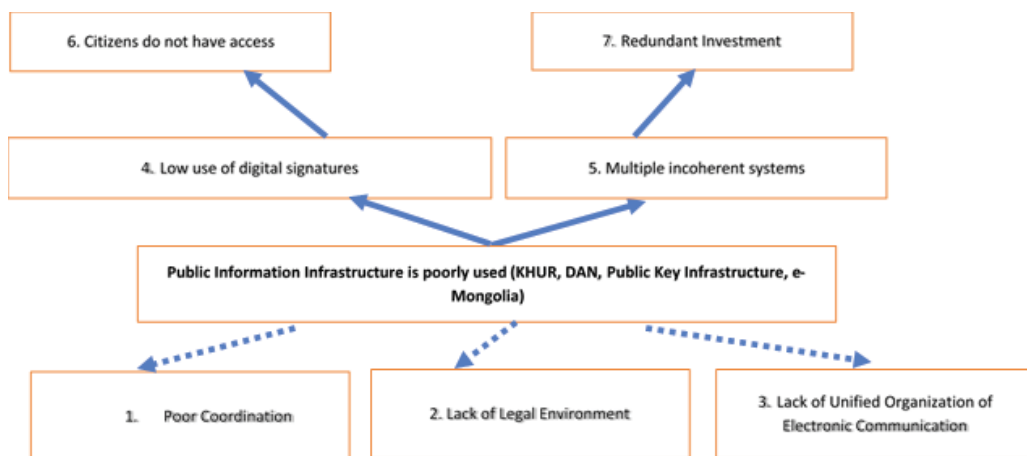 6. Citizens do not have access
7. Redundant Investment
4. Low use of digital signatures
5. Multiple incoherent systems
Public Information Infrastructure is poorly used (KHUR, DAN, Public Key Infrastructure, e-
Mongolia)
1. Poor Coordination
2. Lack of Legal Environment
3. Lack of Unified Organization of
Electronic Communication